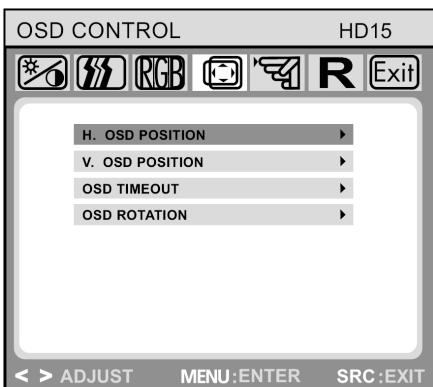 OSD CONTROL HD15
RGB R Exit
H. OSD POSITION
V. OSD POSITION
OSD TIMEOUT
OSD ROTATION
< > ADJUST MENU:ENTER SRC:EXIT